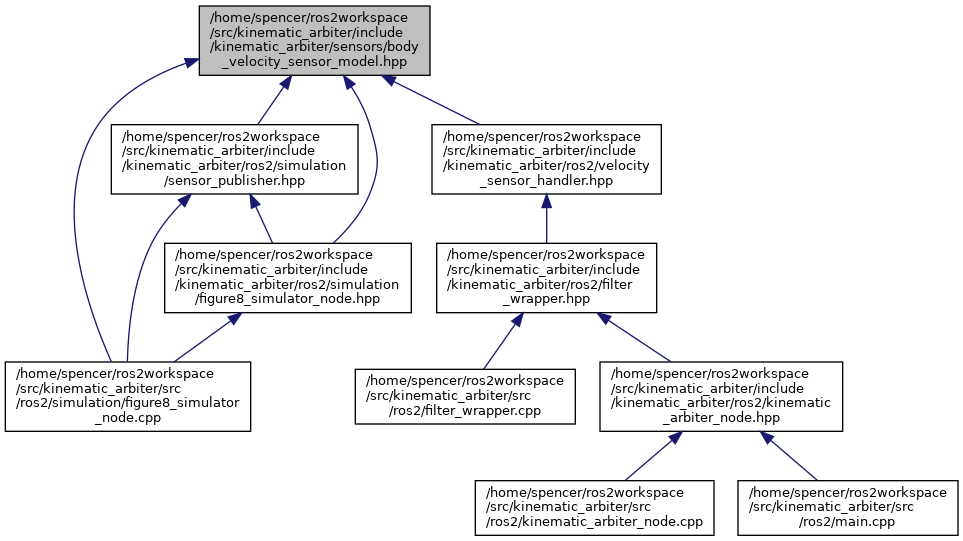 /home/spencer/ros2workspace
/src/kinematic_arbiter/include
/kinematic_arbiter/sensors/body
_velocity_sensor_model.hpp
/home/spencer/ros2workspace
/src/kinematic_arbiter/include
/kinematic_arbiter/ros2/simulation
/sensor_publisher.hpp
/home/spencer/ros2workspace
/src/kinematic_arbiter/include
/kinematic_arbiter/ros2/velocity
_sensor_handler.hpp
/home/spencer/ros2workspace
/src/kinematic_arbiter/include
/kinematic_arbiter/ros2/simulation
/figure8_simulator_node.hpp
/home/spencer/ros2workspace
/src/kinematic_arbiter/include
/kinematic_arbiter/ros2/filter
_wrapper.hpp
/home/spencer/ros2workspace
/src/kinematic_arbiter/src
/ros2/simulation/figure8_simulator
_node.cpp
/home/spencer/ros2workspace
/src/kinematic_arbiter/src
/ros2/filter_wrapper.cpp
/home/spencer/ros2workspace
/src/kinematic_arbiter/include
/kinematic_arbiter/ros2/kinematic
_arbiter_node.hpp
/home/spencer/ros2workspace
/src/kinematic_arbiter/src
/ros2/kinematic_arbiter_node.cpp
/home/spencer/ros2workspace
/src/kinematic_arbiter/src
/ros2/main.cpp